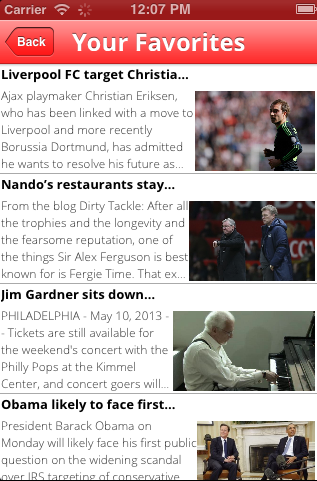 Carrier 12:07 PM
Back Your Favorites
Liverpool FC target Christia...
Ajax playmaker Christian Eriksen,
who has been linked with a move to
Liverpool and more recently
Borussia Dortmund, has admitted
he wants to resolve his future as...
Nando’s restaurants stay...
From the blog Dirty Tackle: After all
the trophies and the longevity and
the fearsome reputation, one of
the things Sir Alex Ferguson is best
known for is Fergie Time. That ex...
Jim Gardner sits down...
PHILADELPHIA - May 10, 2013 -
- Tickets are still available for
the weekend's concert with the
Philly Pops at the Kimmel
Center, and concert goers will...
Obama likely to face first...
President Barack Obama on
Monday will likely face his first public
question on the widening scandal
over IRS targeting of conservative